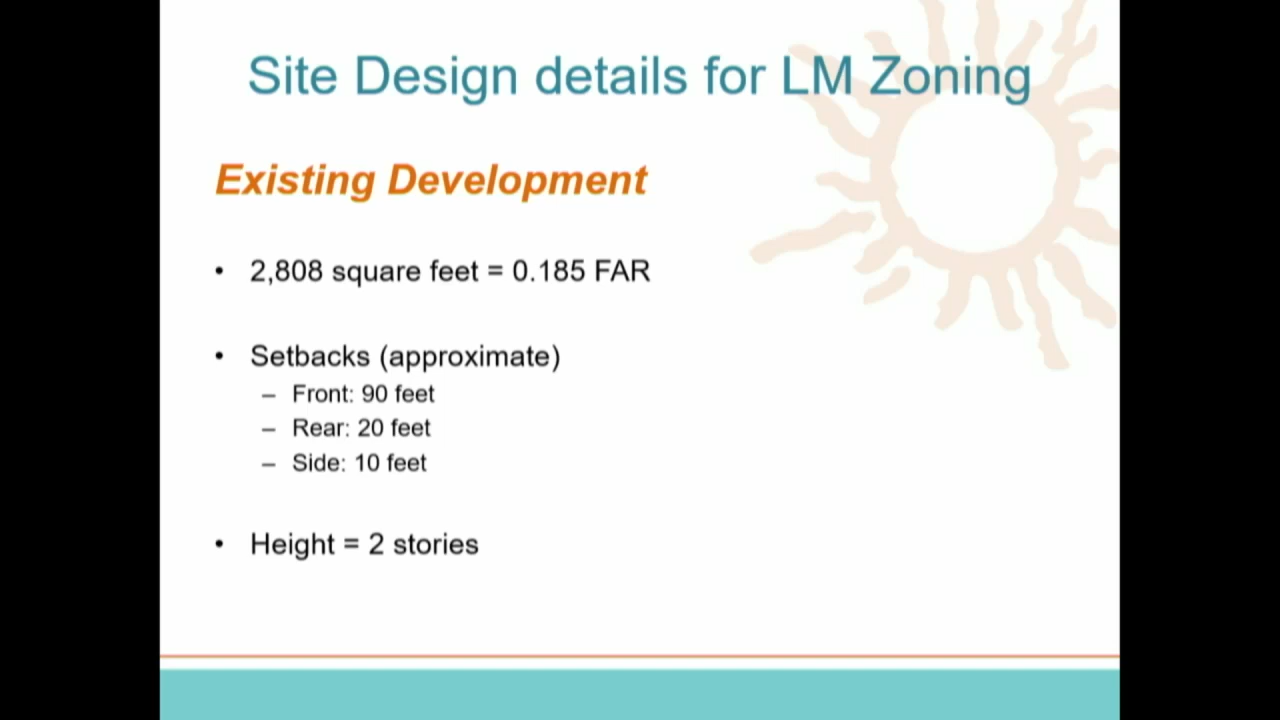 Site Design details for LM Zoning
Existing Development
• 2,808 square feet = 0.185 FAR
• Setbacks (approximate)
– Front: 90 feet
– Rear: 20 feet
– Side: 10 feet
• Height = 2 stories